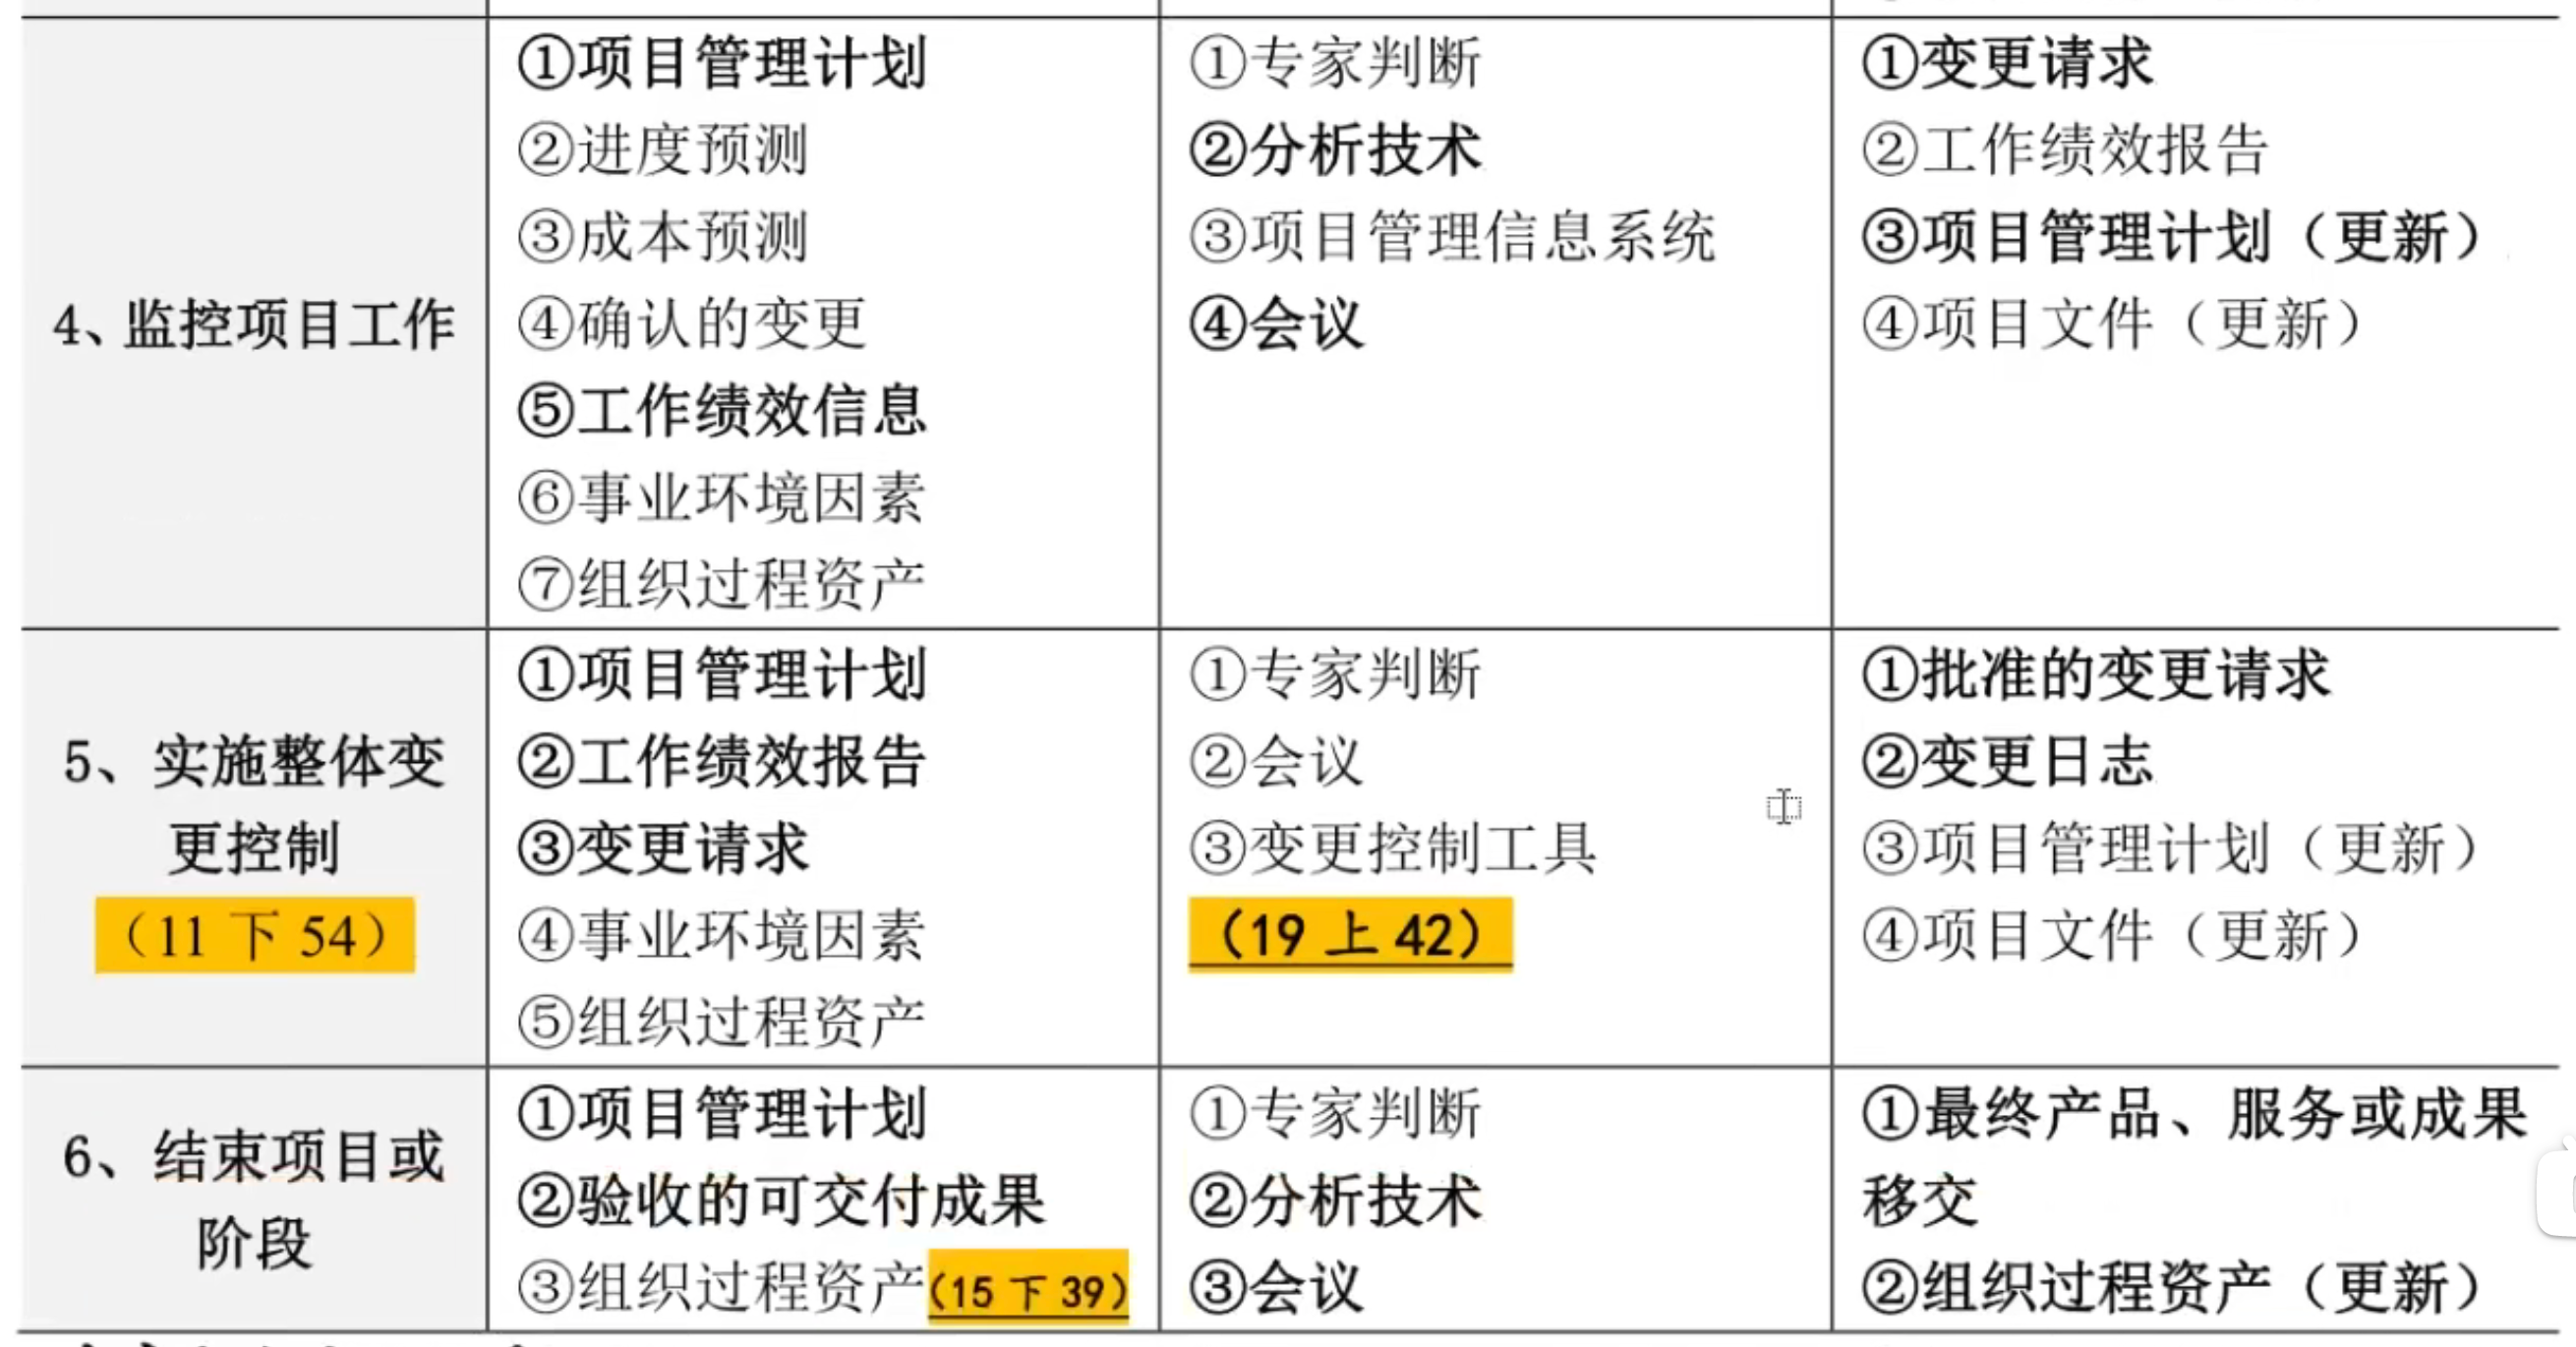 4、监控项目工作
①项目管理计划
②进度预测
③成本预测
④确认的变更
⑤工作绩效信息
⑥事业环境因素
⑦组织过程资产
①专家判断
②分析技术
③项目管理信息系统
④会议
①变更请求
②工作绩效报告
③项目管理计划（更新）
④项目文件（更新）
5、实施整体变
更控制
（11 下 54）
①项目管理计划
②工作绩效报告
③变更请求
④事业环境因素
⑤组织过程资产
①专家判断
②会议
③变更控制工具
（19 上 42）
①批准的变更请求
②变更日志
③项目管理计划（更新）
④项目文件（更新）
6、结束项目或
阶段
①项目管理计划
②验收的可交付成果
③组织过程资产(15 下 39)
①专家判断
②分析技术
③会议
①最终产品、服务或成果
移交
②组织过程资产（更新）